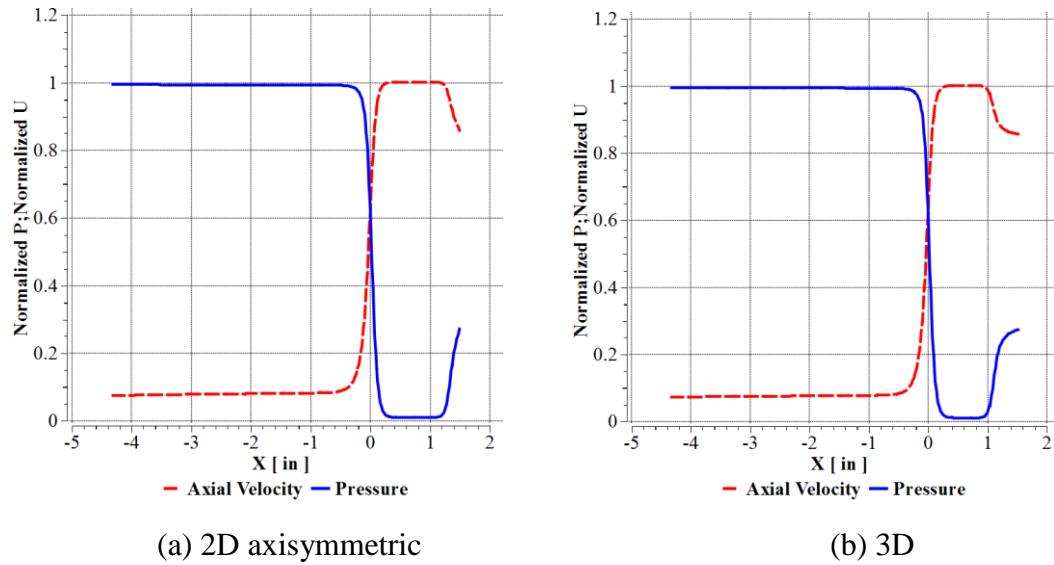 Normalized P;Normalized U
1.2
1
0.8
0.6
0.4
0.2
0
-5 -4 -3 -2 -1 0 1 2
X [ in ]
Axial Velocity Pressure
(a) 2D axisymmetric
Normalized P;Normalized U
1.2
1
0.8
0.6
0.4
0.2
0
-5 -4 -3 -2 -1 0 1 2
X [ in ]
Axial Velocity Pressure
(b) 3D